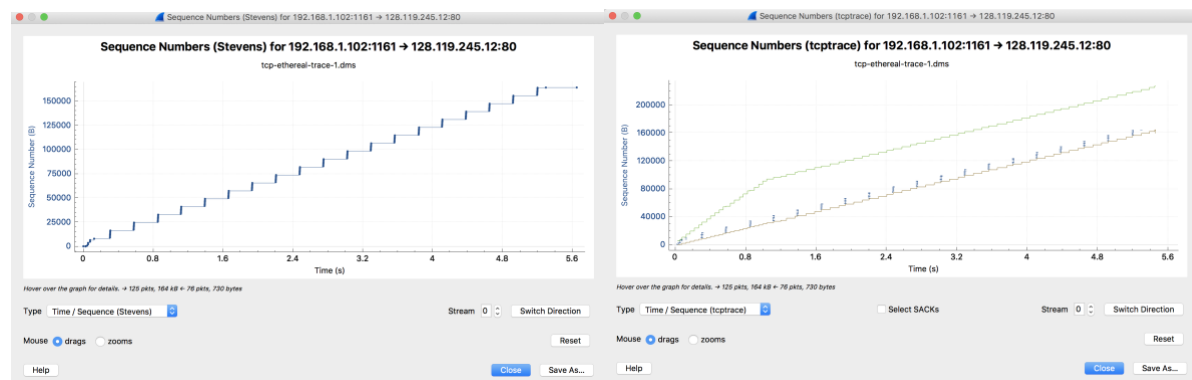 Sequence Numbers (Stevens) for 192.168.1.102:1161 → 128.119.245.12:80
Sequence Numbers (Stevens) for 192.168.1.102:1161 → 128.119.245.12:80
tcp-ethereal-trace-1.dms
Sequence Number (B)
150000
125000
100000
75000
50000
25000
0
0 0.8 1.6 2.4 3.2 4 4.8 5.6
Time (s)
Hover over the graph for details. → 125 pkts, 164 kB ← 76 pkts, 730 bytes
Type Time / Sequence (Stevens) Stream 0 Switch Direction
Mouse drags zooms Reset
Help Close Save As...
Sequence Numbers (tcptrace) for 192.168.1.102:1161 → 128.119.245.12:80
Sequence Numbers (tcptrace) for 192.168.1.102:1161 → 128.119.245.12:80
tcp-ethereal-trace-1.dms
Sequence Number (B)
200000
160000
120000
80000
40000
0
0 0.8 1.6 2.4 3.2 4 4.8 5.6
Time (s)
Hover over the graph for details. → 125 pkts, 164 kB ← 76 pkts, 730 bytes
Type Time / Sequence (tcptrace) Select SACKs Stream 0 Switch Direction
Mouse drags zooms Reset
Help Close Save As...